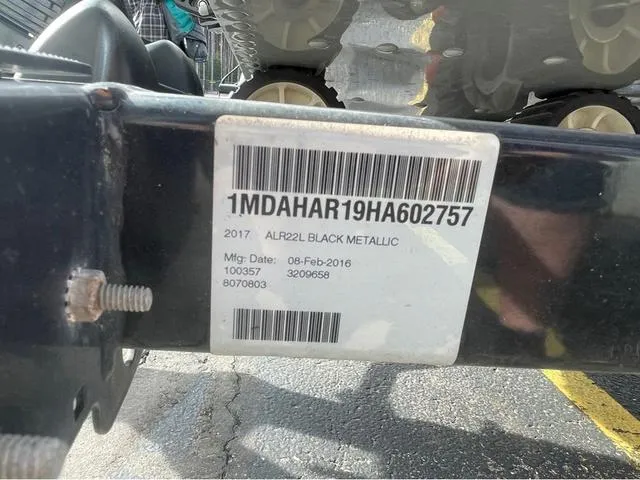 1MDAHAR19HA602757
2017 ALR22L BLACK METALLIC
Mfg: Date: 08-Feb-2016
100357 3209658
8070803